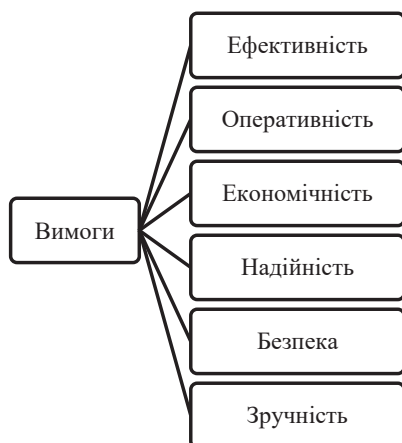 Ефективність
Оперативність
Економічність
Вимоги
Надійність
Безпека
Зручність